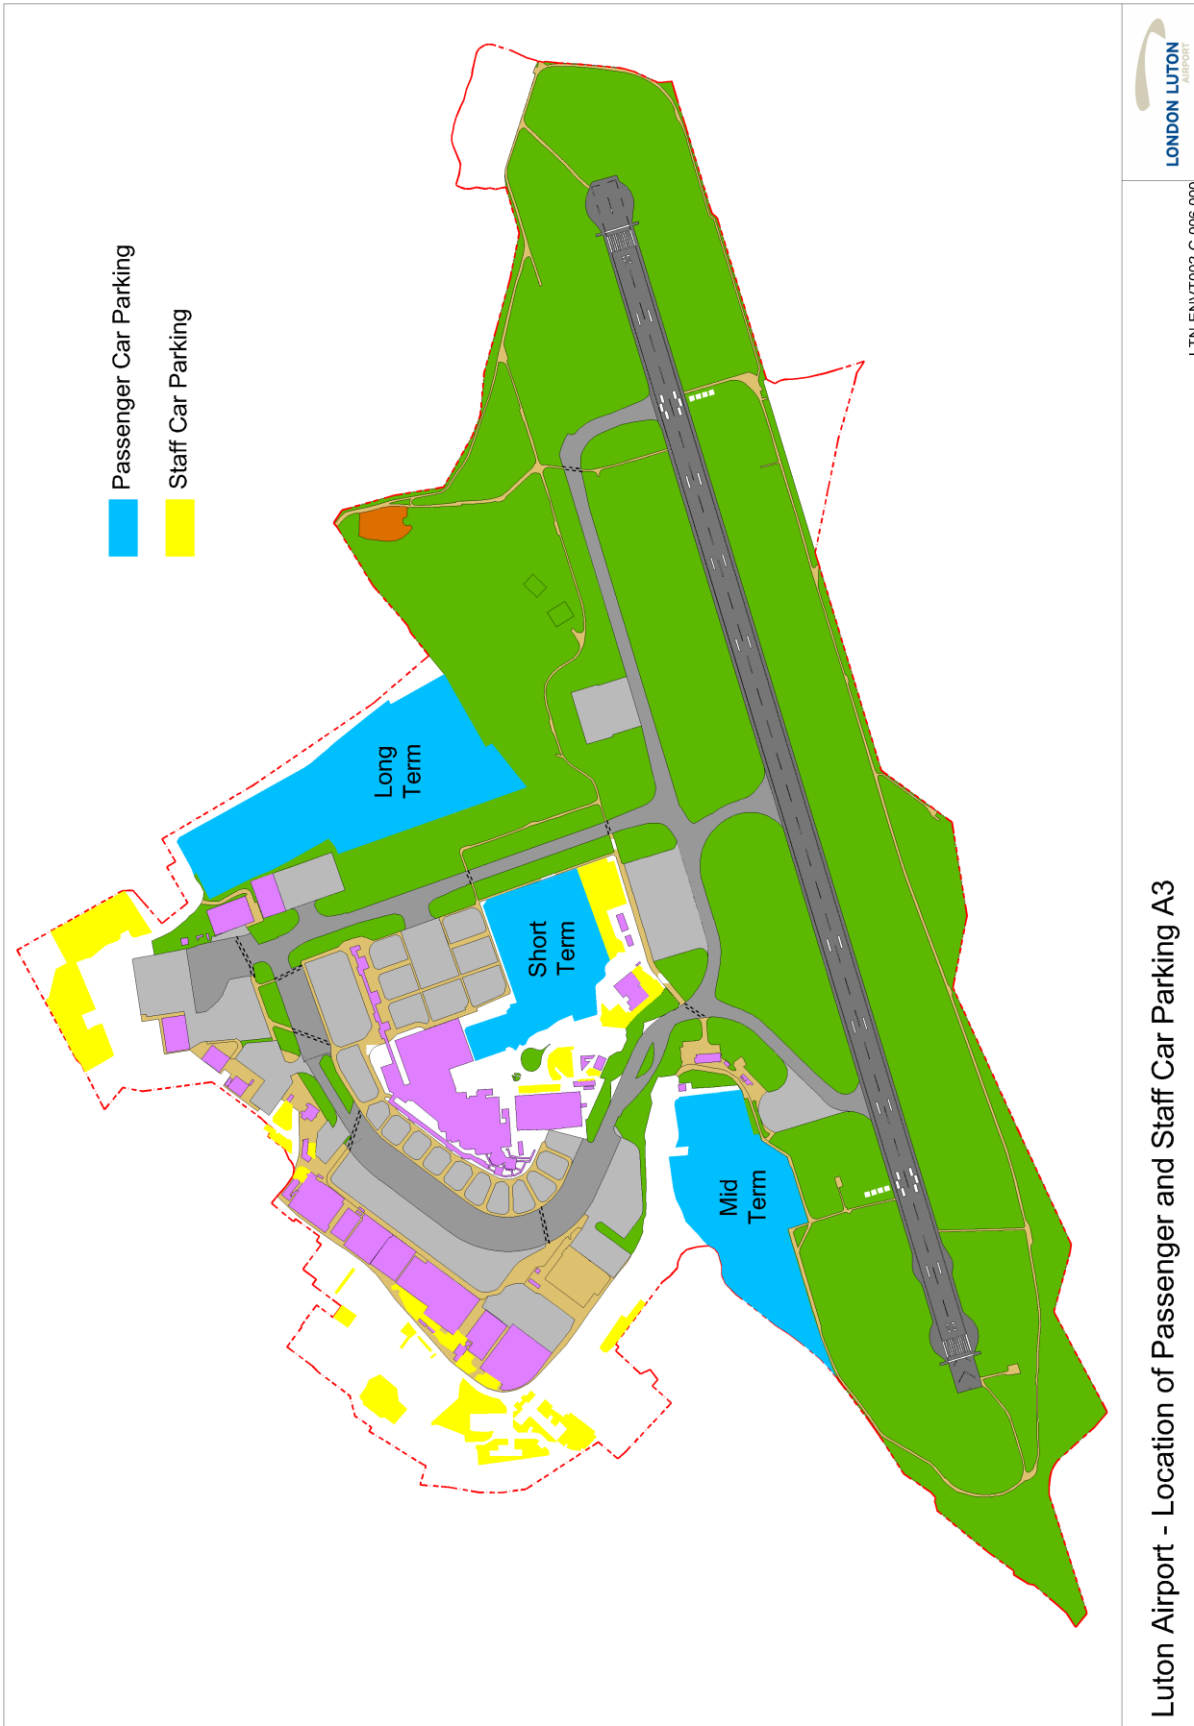 Passenger Car Parking
Staff Car Parking
Long
Term
Short
Term
Mid
Term
Luton Airport - Location of Passenger and Staff Car Parking A3
LONDON LUTON
AIRPORT